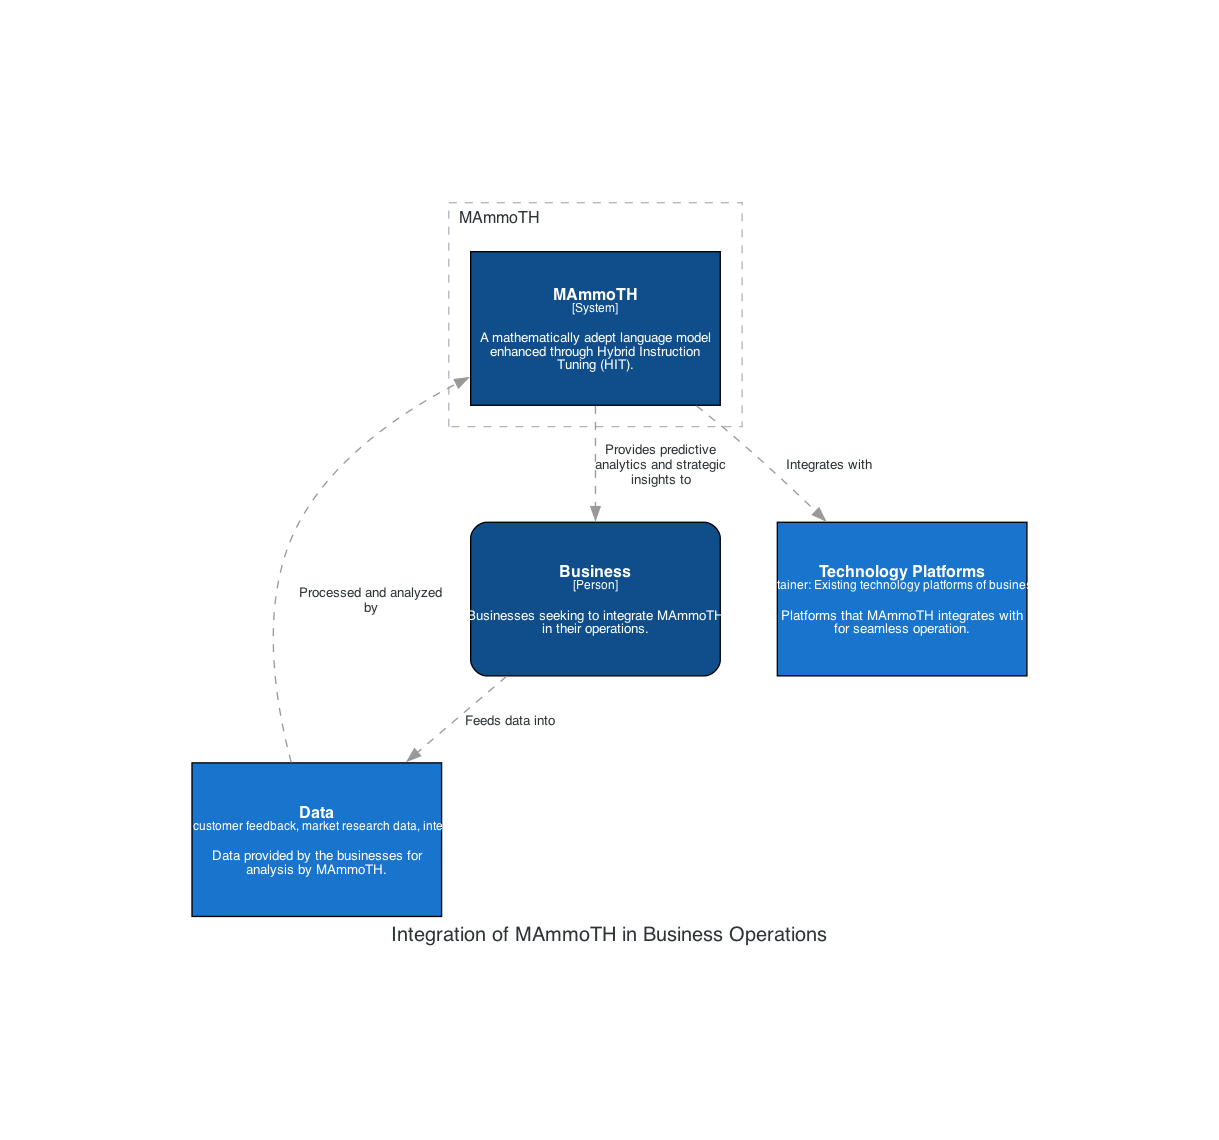 MAmmoTH
MAmmoTH
[System]
A mathematically adept language model
enhanced through Hybrid Instruction
Tuning (HIT).
Provides predictive
analytics and strategic
insights to
Integrates with
Business
[Person]
Businesses seeking to integrate MAmmoTH
in their operations.
Technology Platforms
tainer: Existing technology platforms of busines
Platforms that MAmmoTH integrates with
for seamless operation.
Processed and analyzed
by
Feeds data into
Data
customer feedback, market research data, inte
Data provided by the businesses for
analysis by MAmmoTH.
Integration of MAmmoTH in Business Operations